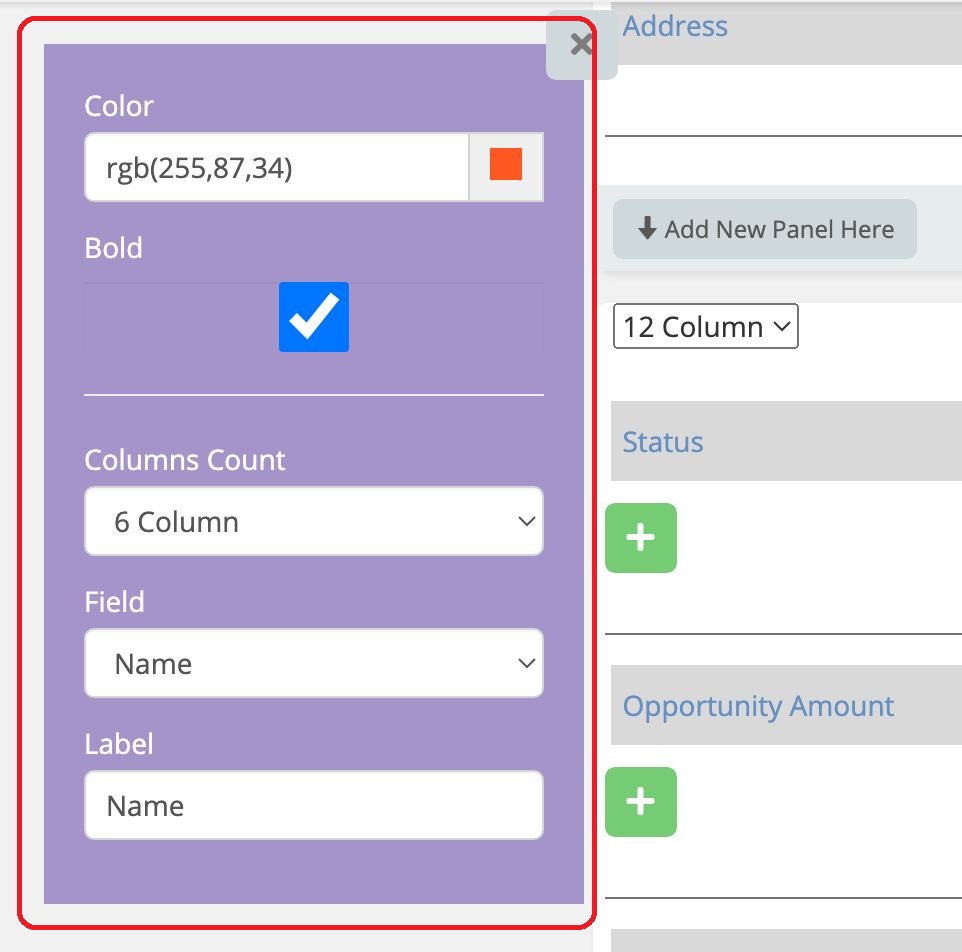 Color
rgb(255,87,34)
Bold
Columns Count
6 Column
Field
Name
Label
Name
Address
Add New Panel Here
12 Column
Status
Opportunity Amount